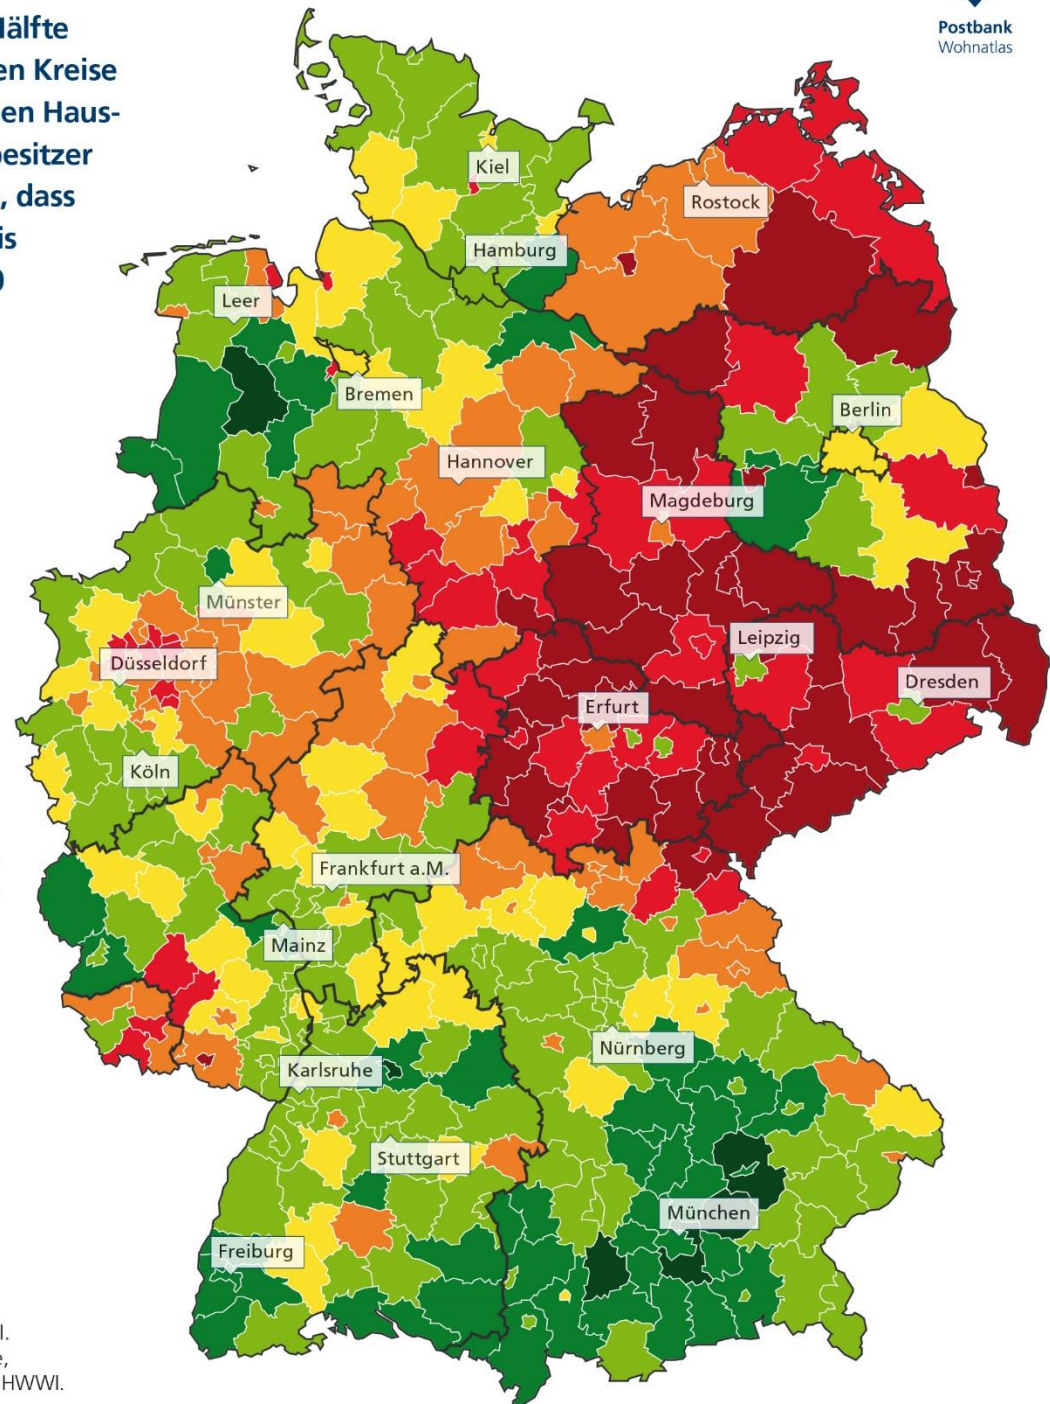 Hälfte
en Kreise
en Haus-
besitzer
, dass
is
Postbank
Wohnatlas
Kiel
Rostock
Hamburg
Leer
Bremen
Berlin
Hannover
Magdeburg
Münster
Leipzig
Düsseldorf
Dresden
Erfurt
Köln
Frankfurt a.M.
Mainz
Nürnberg
Karlsruhe
Stuttgart
München
Freiburg
l.
e,
HWWI.